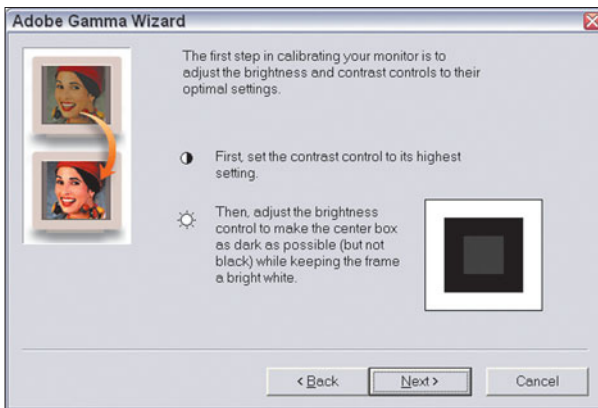 Adobe Gamma Wizard
The first step in calibrating your monitor is to
adjust the brightness and contrast controls to their
optimal settings.
First, set the contrast control to its highest
setting.
Then, adjust the brightness
control to make the center box
as dark as possible (but not
black) while keeping the frame
a bright white.
< Back
Next >
Cancel